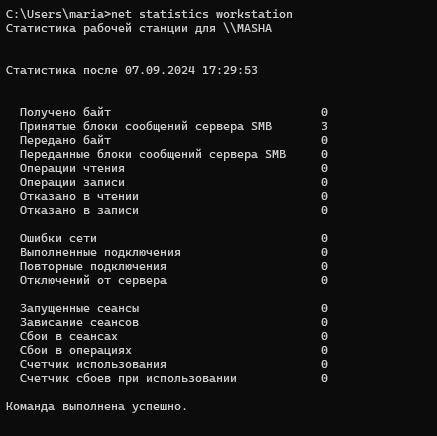 C:\Users\maria>net statistics workstation
Статистика рабочей станции для \\MASHA
Статистика после 07.09.2024 17:29:53
Получено байт 0
Принятые блоки сообщений сервера SMB 3
Передано байт 0
Переданные блоки сообщений сервера SMB 0
Операции чтения 0
Операции записи 0
Отказано в чтении 0
Отказано в записи 0
Ошибки сети 0
Выполненные подключения 0
Повторные подключения 0
Отключений от сервера 0
Запущенные сеансы 0
Зависание сеансов 0
Сбои в сеансах 0
Сбои в операциях 0
Счетчик использования 0
Счетчик сбоев при использовании 0
Команда выполнена успешно.